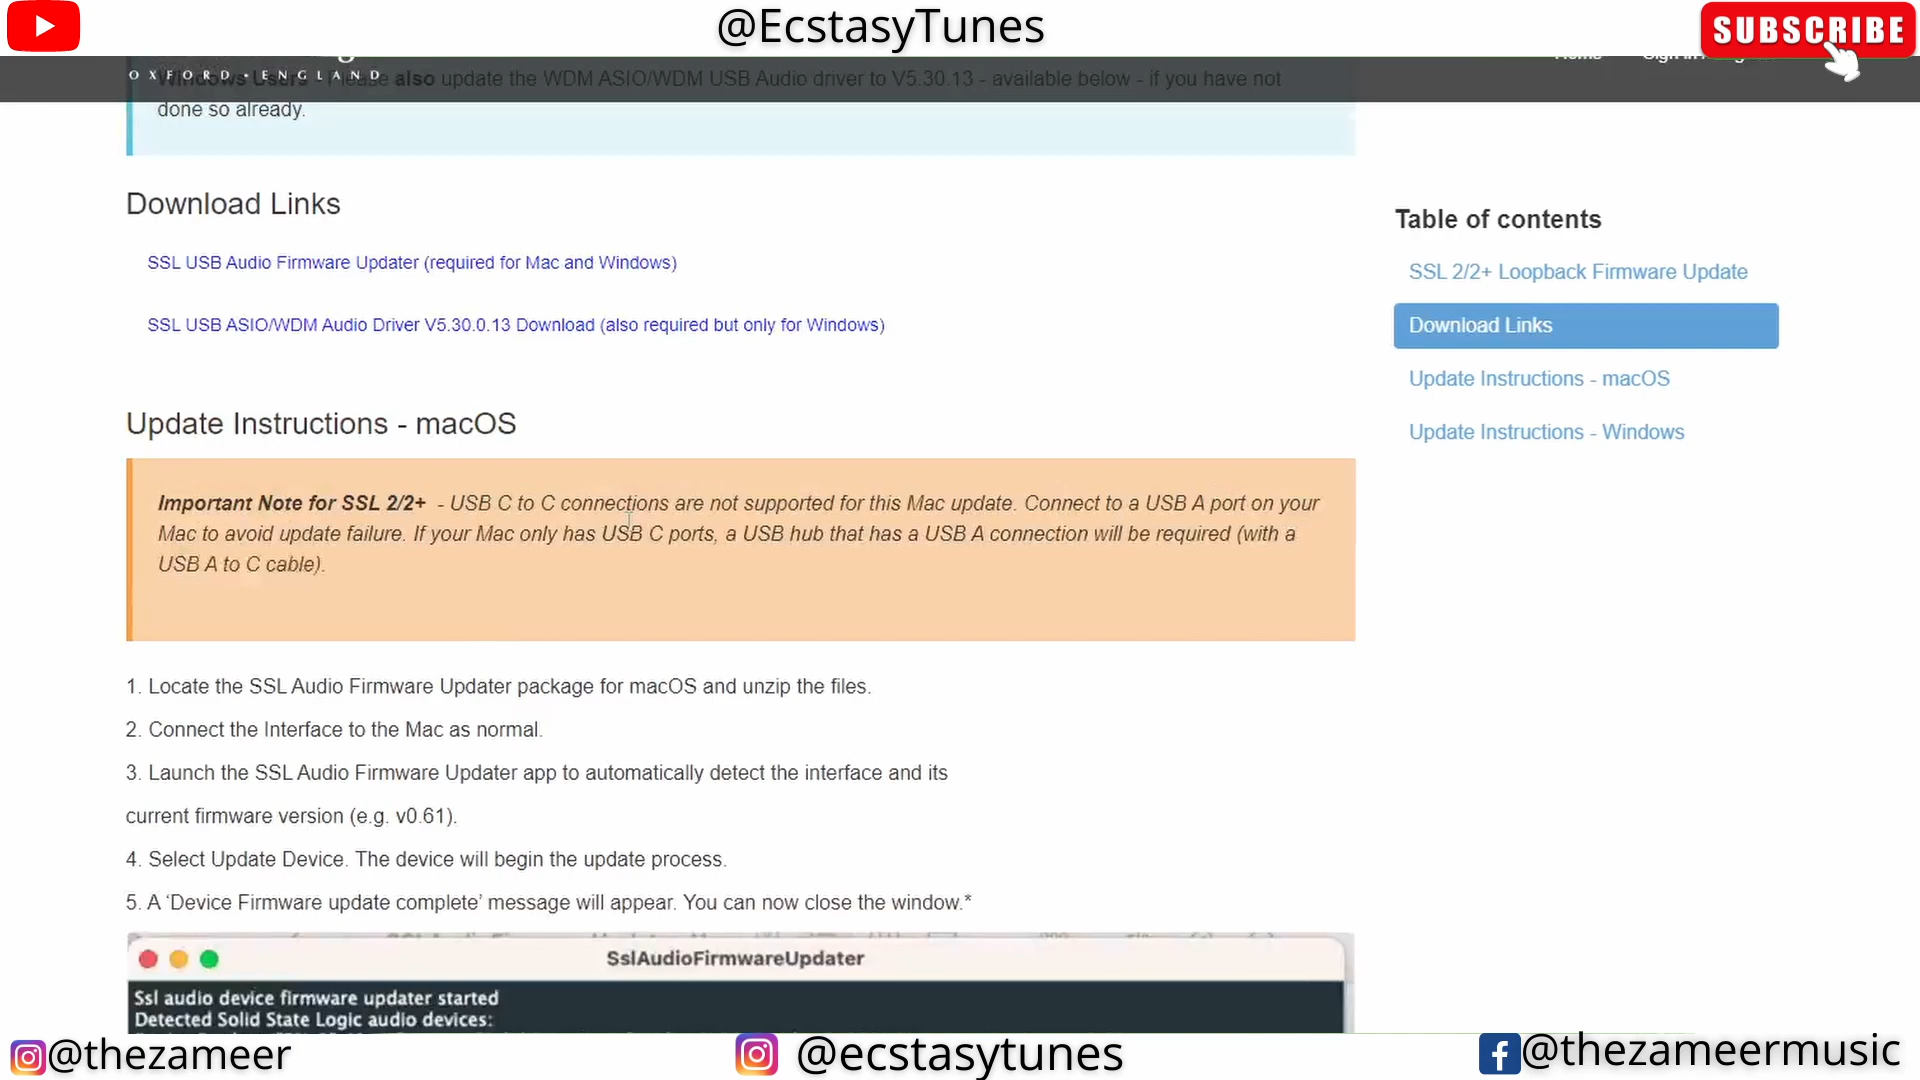 @EcstasyTunes
SUBSCRIBE
OXFORD • ENGLAND
Windows Users - Please also update the WDM ASIO/WDM USB Audio driver to V5.30.13 - available below - if you have not
done so already.
Download Links
SSL USB Audio Firmware Updater (required for Mac and Windows)
SSL USB ASIO/WDM Audio Driver V5.30.0.13 Download (also required but only for Windows)
Table of contents
SSL 2/2+ Loopback Firmware Update
Download Links
Update Instructions - macOS
Update Instructions - Windows
Update Instructions - macOS
Important Note for SSL 2/2+ - USB C to C connections are not supported for this Mac update. Connect to a USB A port on your
Mac to avoid update failure. If your Mac only has USB C ports, a USB hub that has a USB A connection will be required (with a
USB A to C cable).
1. Locate the SSL Audio Firmware Updater package for macOS and unzip the files.
2. Connect the Interface to the Mac as normal.
3. Launch the SSL Audio Firmware Updater app to automatically detect the interface and its
current firmware version (e.g. v0.61).
4. Select Update Device. The device will begin the update process.
5. A ‘Device Firmware update complete’ message will appear. You can now close the window.*
SslAudioFirmwareUpdater
Ssl audio device firmware updater started
Detected Solid State Logic audio devices:
@thezameer
@ecstasytunes
@thezameermusic